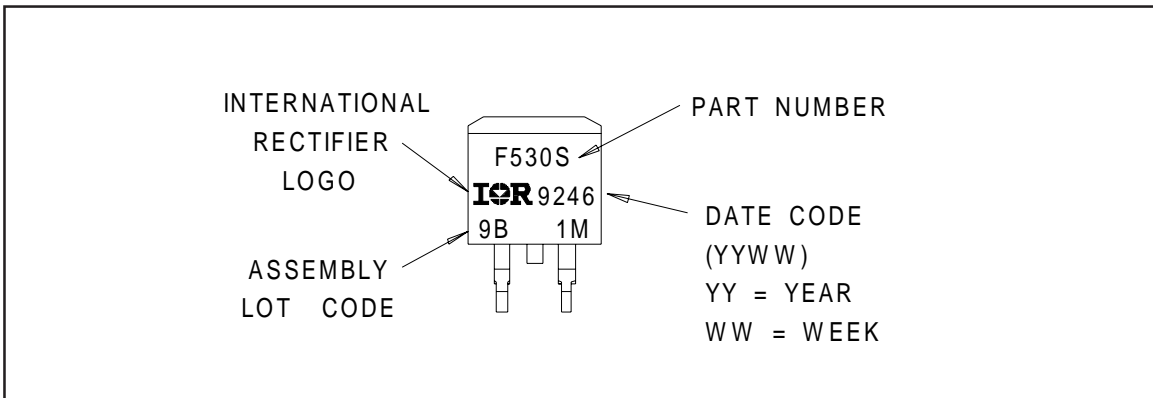 INTERNATIONAL
RECTIFIER
LOGO
ASSEMBLY
LOT CODE
F530S
IOR 9246
9B 1M
PART NUMBER
DATE CODE
(YYWW)
YY = YEAR
WW = WEEK